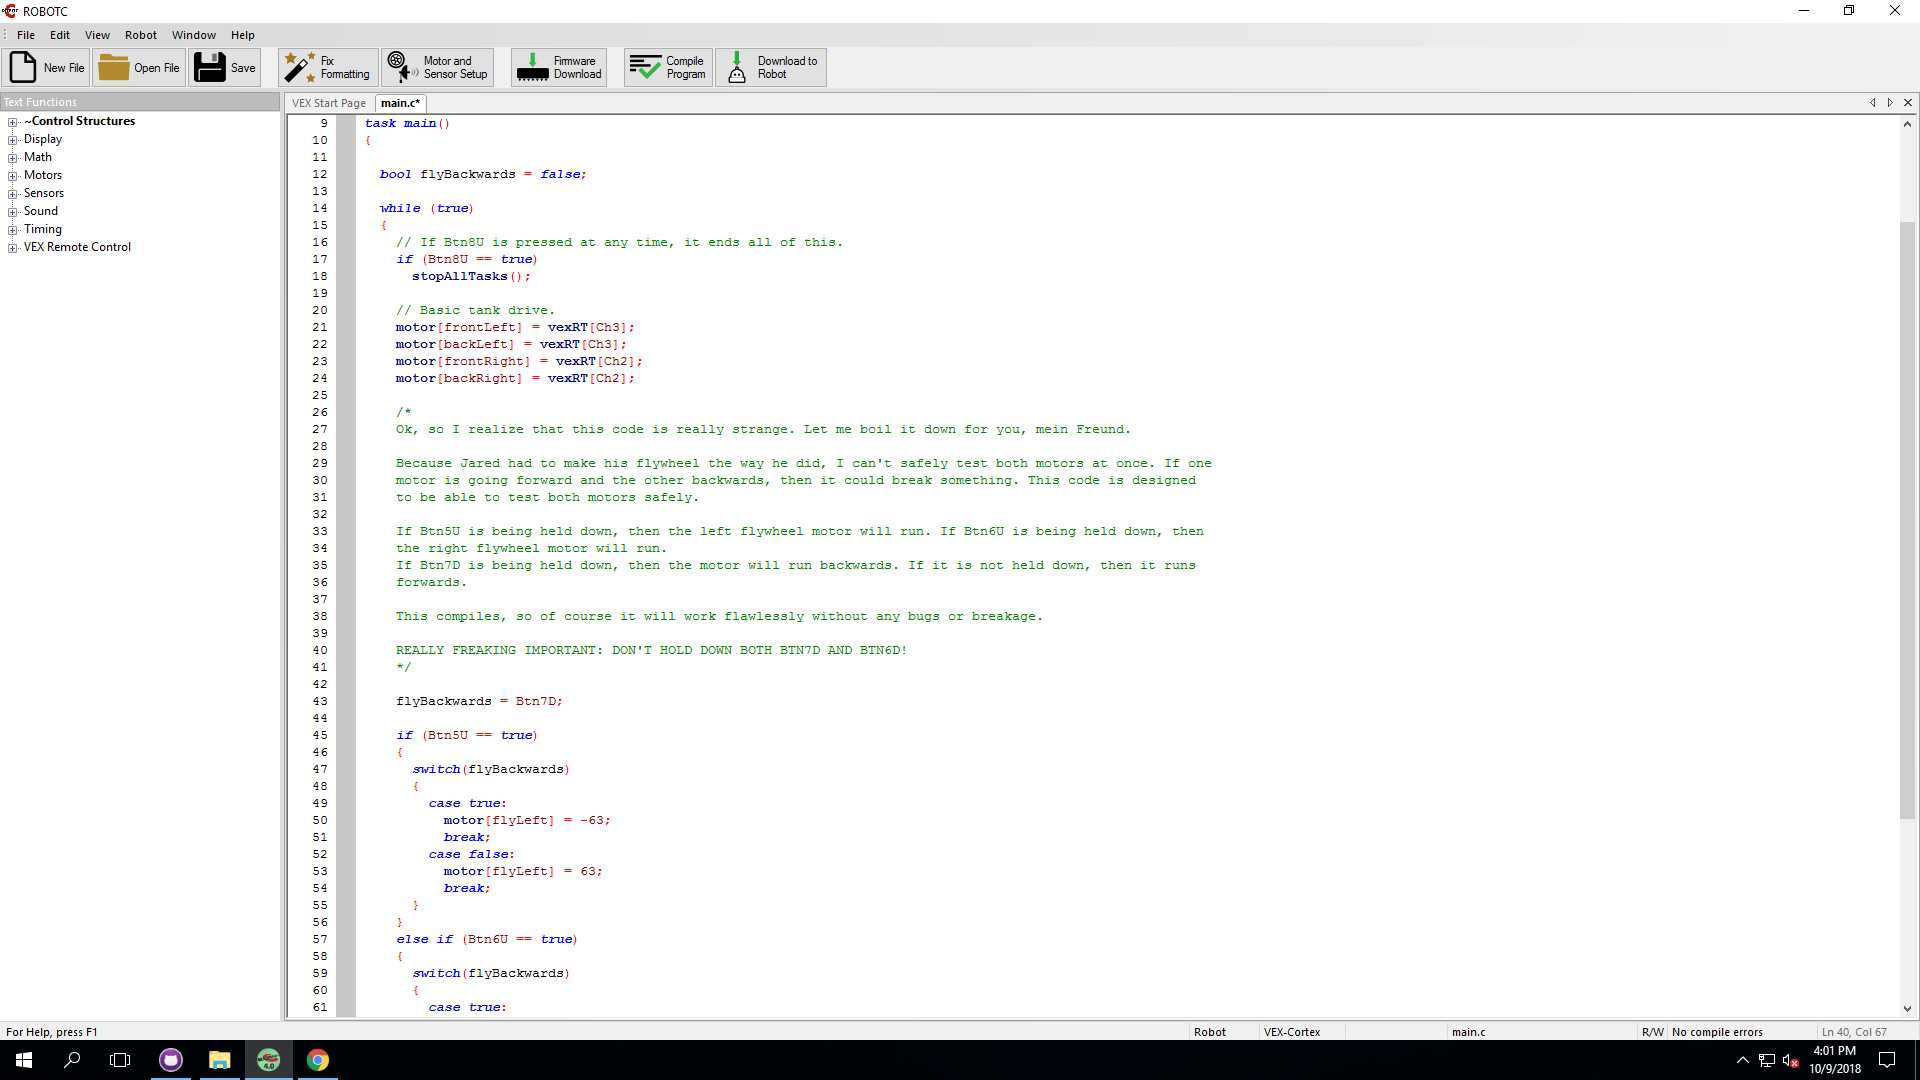 ROBOTC
File Edit View Robot Window Help
New File Open File Save Fix Formatting Motor and Sensor Setup Firmware Download Compile Program Download to Robot
Text Functions
VEX Start Page main.c*
~Control Structures
Display
Math
Motors
Sensors
Sound
Timing
VEX Remote Control
9 task main()
10 {
11
12 bool flyBackwards = false;
13
14 while (true)
15 {
16 // If Btn8U is pressed at any time, it ends all of this.
17 if (Btn8U == true)
18 stopAllTasks();
19
20 // Basic tank drive.
21 motor[frontLeft] = vexRT[Ch3];
22 motor[backLeft] = vexRT[Ch3];
23 motor[frontRight] = vexRT[Ch2];
24 motor[backRight] = vexRT[Ch2];
25
26 /*
27 Ok, so I realize that this code is really strange. Let me boil it down for you, mein Freund.
28
29 Because Jared had to make his flywheel the way he did, I can't safely test both motors at once. If one
30 motor is going forward and the other backwards, then it could break something. This code is designed
31 to be able to test both motors safely.
32
33 If Btn5U is being held down, then the left flywheel motor will run. If Btn6U is being held down, then
34 the right flywheel motor will run.
35 If Btn7D is being held down, then the motor will run backwards. If it is not held down, then it runs
36 forwards.
37
38 This compiles, so of course it will work flawlessly without any bugs or breakage.
39
40 REALLY FREAKING IMPORTANT: DON'T HOLD DOWN BOTH BTN7D AND BTN6D!
41 */
42
43 flyBackwards = Btn7D;
44
45 if (Btn5U == true)
46 {
47 switch(flyBackwards)
48 {
49 case true:
50 motor[flyLeft] = -63;
51 break;
52 case false:
53 motor[flyLeft] = 63;
54 break;
55 }
56 }
57 else if (Btn6U == true)
58 {
59 switch(flyBackwards)
60 {
61 case true:
For Help, press F1 Robot VEX-Cortex main.c R/W No compile errors Ln 40, Col 67
4.0
4:01 PM
10/9/2018